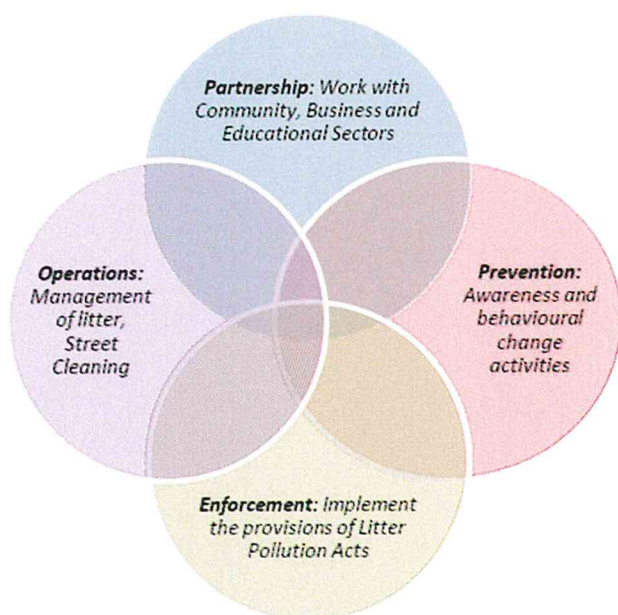 Partnership: Work with
Community, Business and
Educational Sectors
Operations:
Management
of litter,
Street
Cleaning
Prevention:
Awareness and
behavioural
change
activities
Enforcement: Implement
the provisions of Litter
Pollution Acts